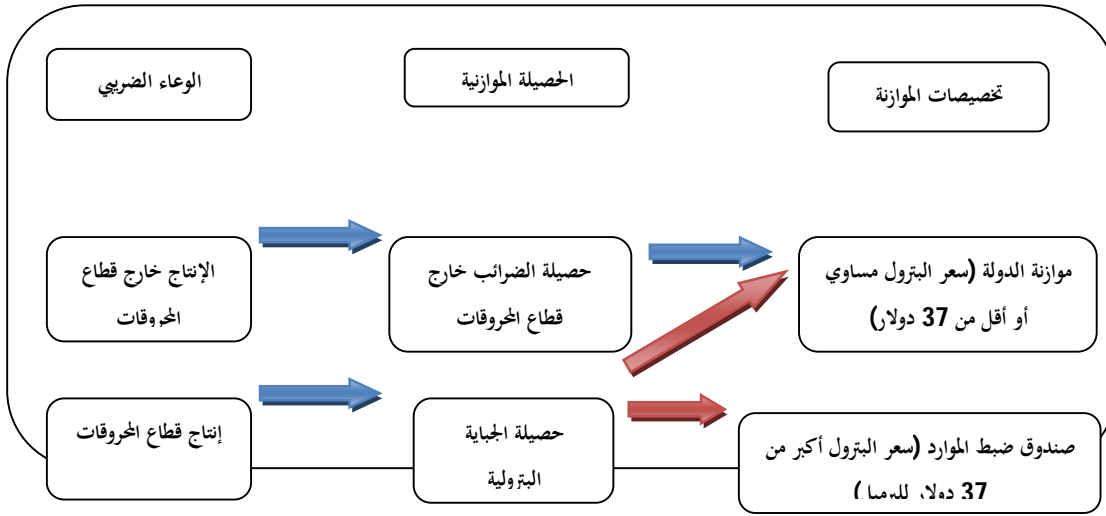 الوعاء الضريبي
الحصيلة الموازنية
تخصيصات الموازنة
الإنتاج خارج قطاع
المحروقات
حصيلة الضرائب خارج
قطاع المحروقات
موازنة الدولة (سعر البترول مساوي
أو أقل من 37 دولار)
إنتاج قطاع المحروقات
حصيلة الجباية
البترولية
صندوق ضبط الموارد (سعر البترول أكبر من
37 دولار للبرميل)